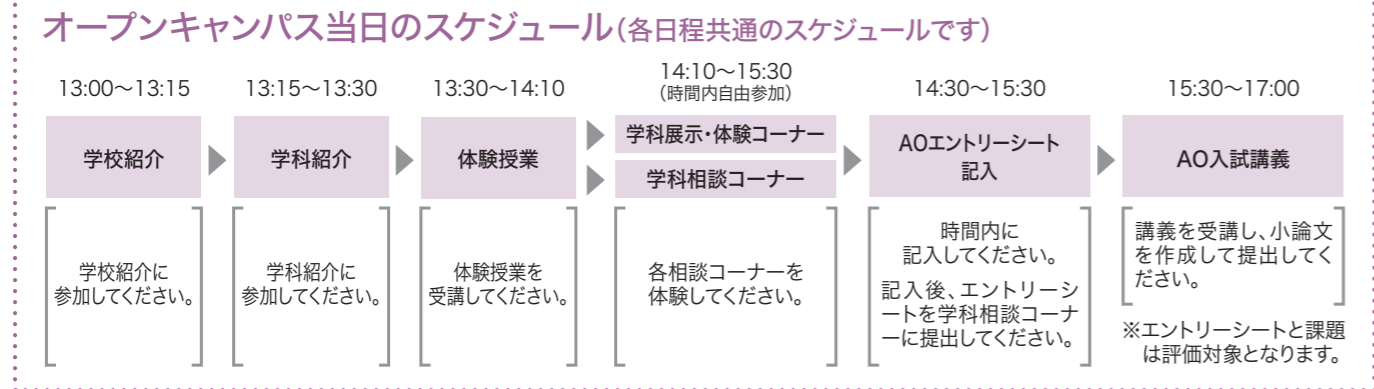 オープンキャンパス当日のスケジュール(各日程共通のスケジュールです)
13:00〜13:15
学校紹介
学校紹介に
参加してください。
13:15〜13:30
学科紹介
学科紹介に
参加してください。
13:30〜14:10
体験授業
体験授業を
受講してください。
14:10〜15:30
(時間内自由参加)
学科展示・体験コーナー
学科相談コーナー
各相談コーナーを
体験してください。
14:30〜15:30
AOエントリーシート
記入
時間内に
記入してください。
記入後、エントリーシ
ートを学科相談コーナ
ーに提出してください。
15:30〜17:00
AO入試講義
講義を受講し、小論文
を作成して提出してく
ださい。
※エントリーシートと課題
は評価対象となります。